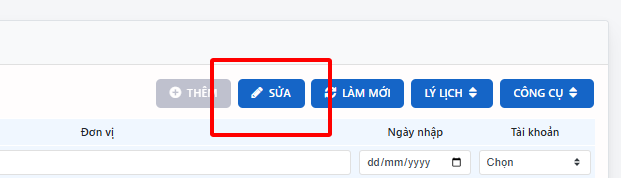 THÊM SỬA LÀM MỚI LÝ LỊCH CÔNG CỤ
Đơn vị Ngày nhập Tài khoản
dd/mm/yyyy Chọn